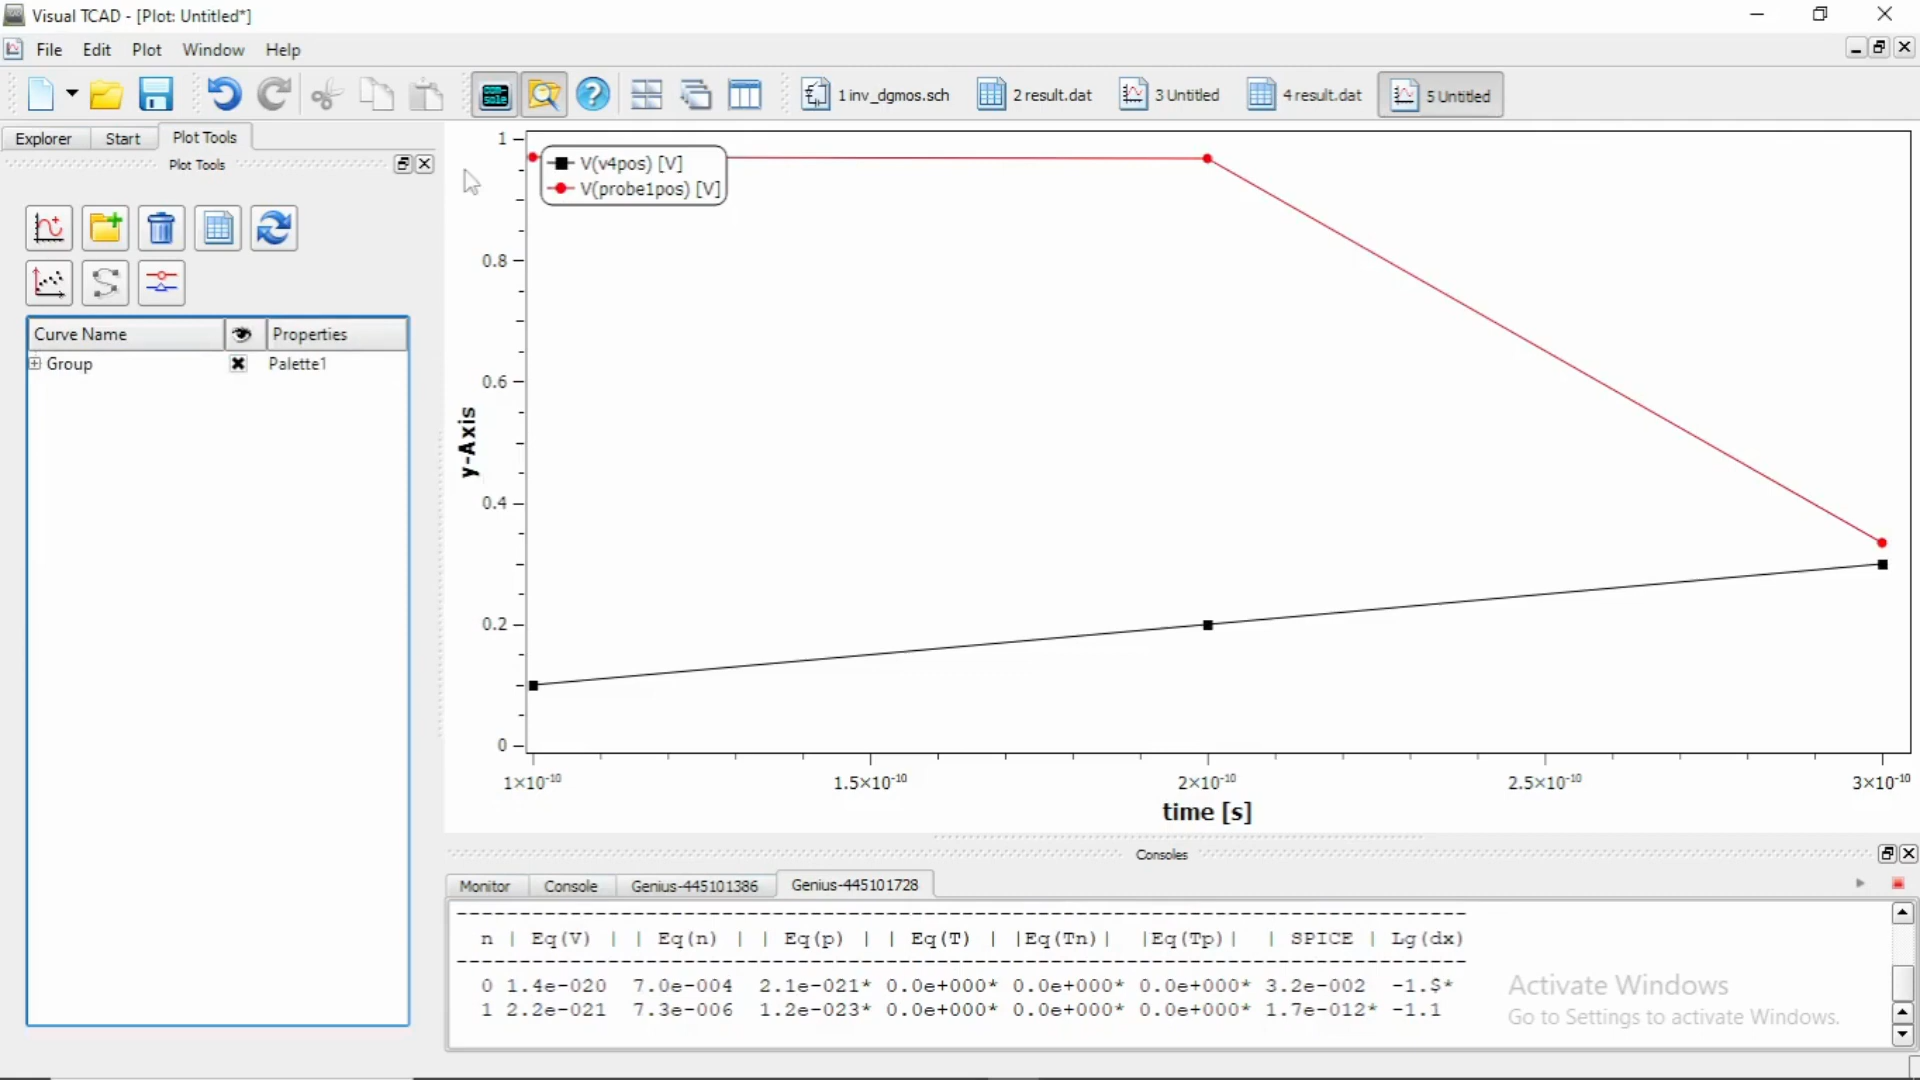 Visual TCAD - [Plot: Untitled*]
File Edit Plot Window Help
1 inv_dgmos.sch 2 result.dat 3 Untitled 4 result.dat 5 Untitled
Explorer Start Plot Tools
Plot Tools
Curve Name Properties
Group Palette1
V(v4pos) [V]
V(probe1pos) [V]
1
0.8
0.6
0.4
0.2
0
y-Axis
1×10⁻¹⁰ 1.5×10⁻¹⁰ 2×10⁻¹⁰ 2.5×10⁻¹⁰ 3×10⁻¹⁰
time [s]
Consoles
Monitor Console Genius-445101386 Genius-445101728
n | Eq(V) | | Eq(n) | | Eq(p) | | Eq(T) | |Eq(Tn)| |Eq(Tp)| | SPICE | Lg(dx)
0 1.4e-020 7.0e-004 2.1e-021* 0.0e+000* 0.0e+000* 0.0e+000* 3.2e-002 -1.$*
1 2.2e-021 7.3e-006 1.2e-023* 0.0e+000* 0.0e+000* 0.0e+000* 1.7e-012* -1.1
Activate Windows
Go to Settings to activate Windows.